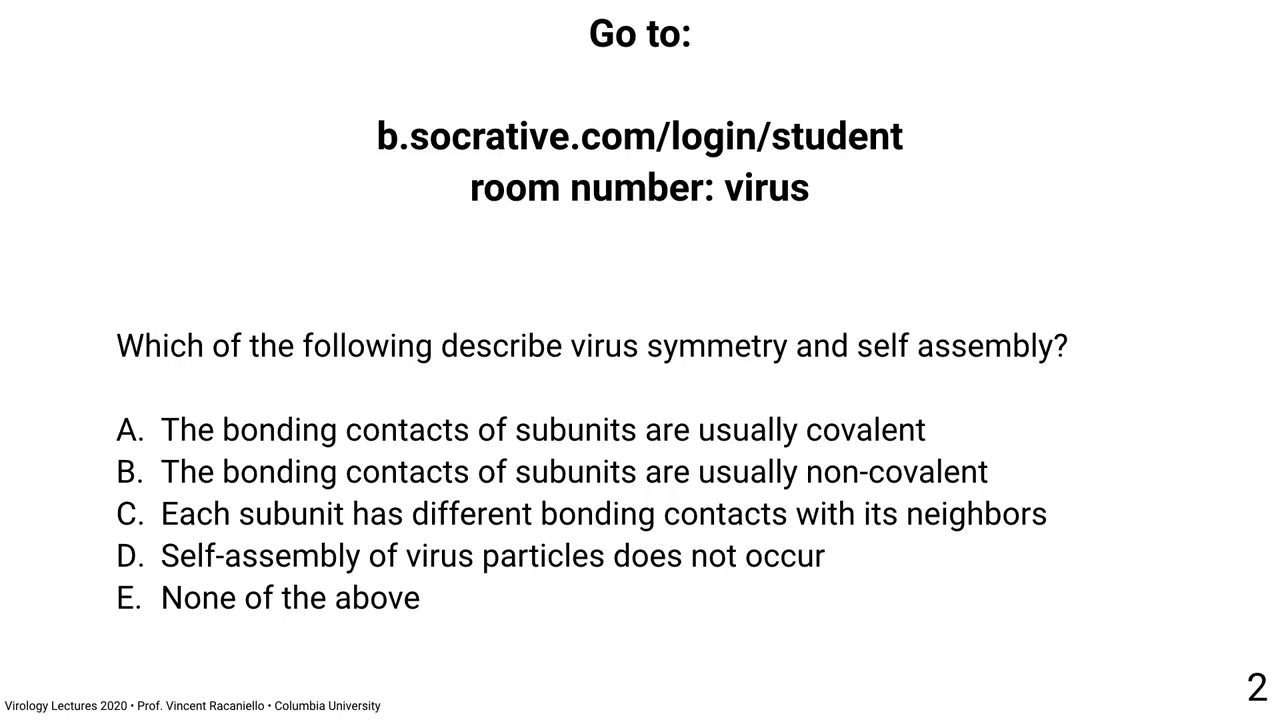 Go to:
b.socrative.com/login/student
room number: virus
Which of the following describe virus symmetry and self assembly?
A. The bonding contacts of subunits are usually covalent
B. The bonding contacts of subunits are usually non-covalent
C. Each subunit has different bonding contacts with its neighbors
D. Self-assembly of virus particles does not occur
E. None of the above
Virology Lectures 2020 • Prof. Vincent Racaniello • Columbia University
2